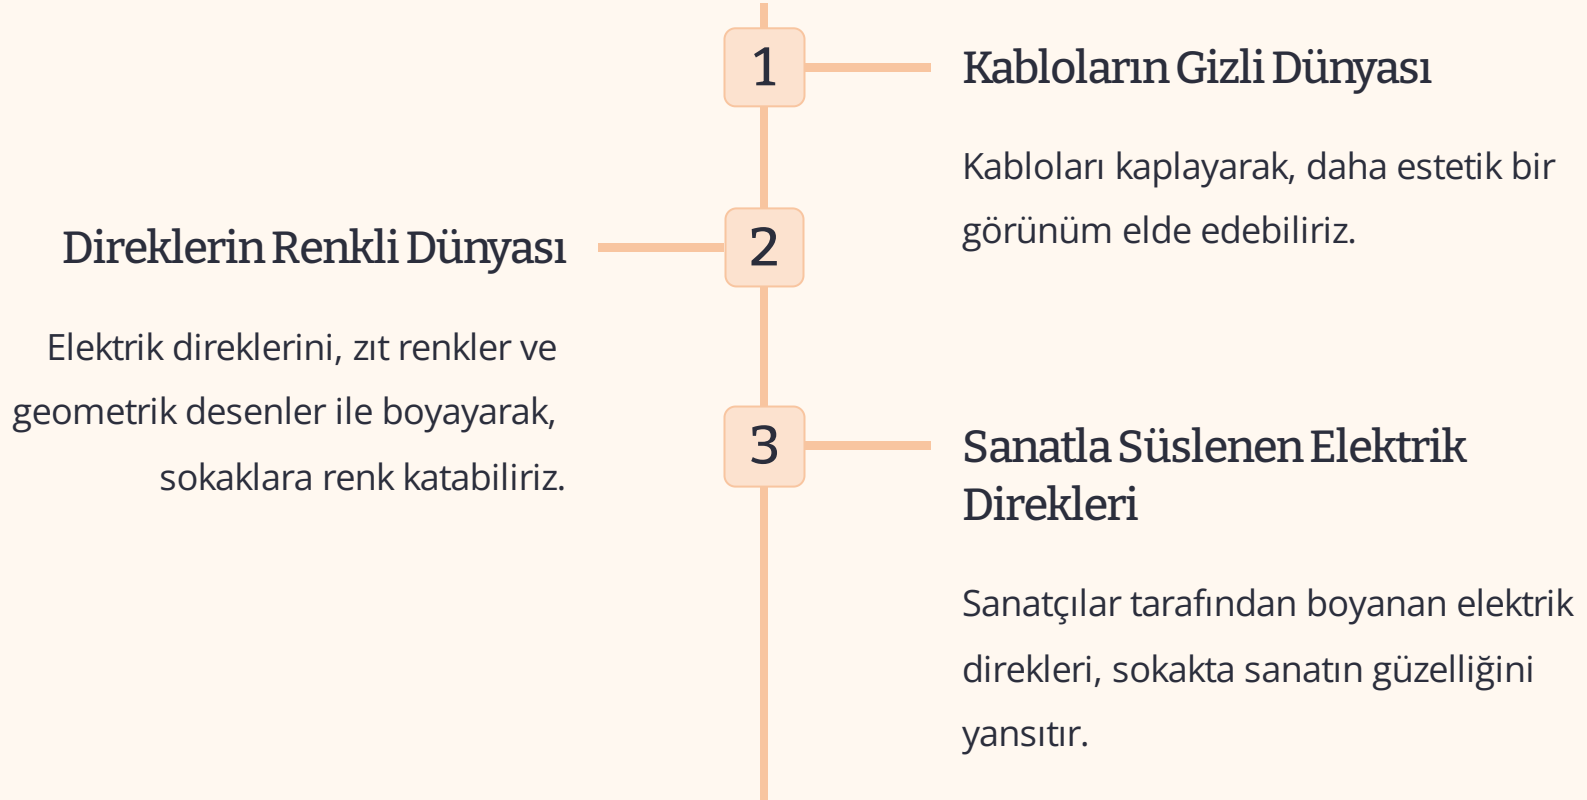 1
Kabloların Gizli Dünyası
Kabloları kaplayarak, daha estetik bir
görünüm elde edebiliriz.
2
Direklerin Renkli Dünyası
Elektrik direklerini, zıt renkler ve
geometrik desenler ile boyayarak,
sokaklara renk katabiliriz.
3
Sanatla Süslenen Elektrik
Direkleri
Sanatçılar tarafından boyanan elektrik
direkleri, sokakta sanatın güzelliğini
yansıtır.